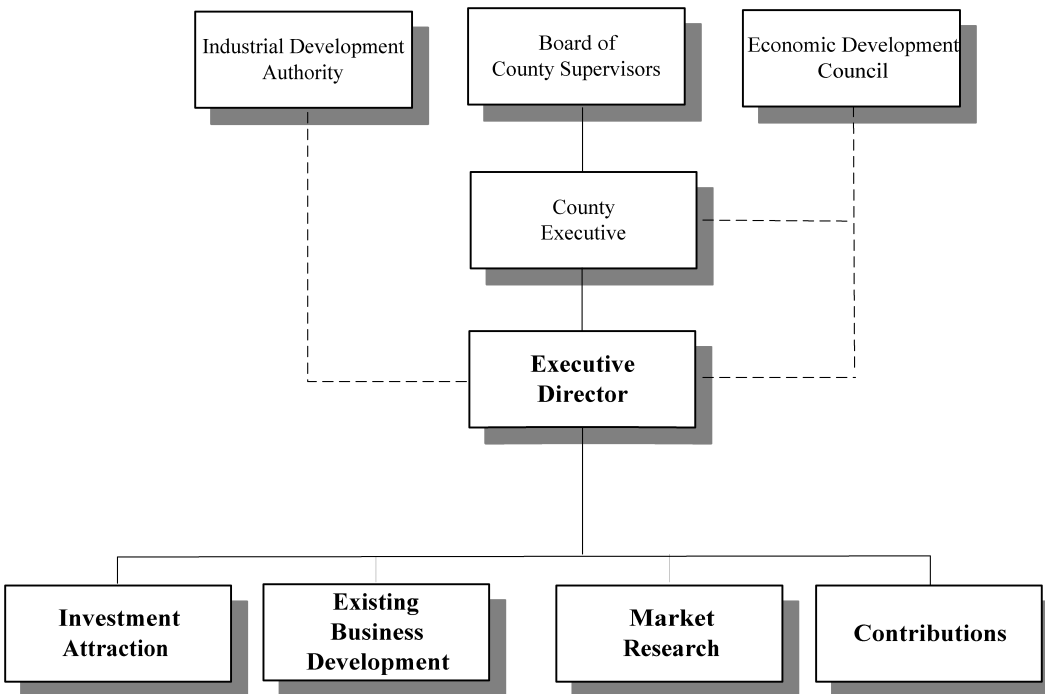 Industrial Development
Authority
Board of
County Supervisors
Economic Development
Council
County
Executive
Executive
Director
Investment
Attraction
Existing
Business
Development
Market
Research
Contributions